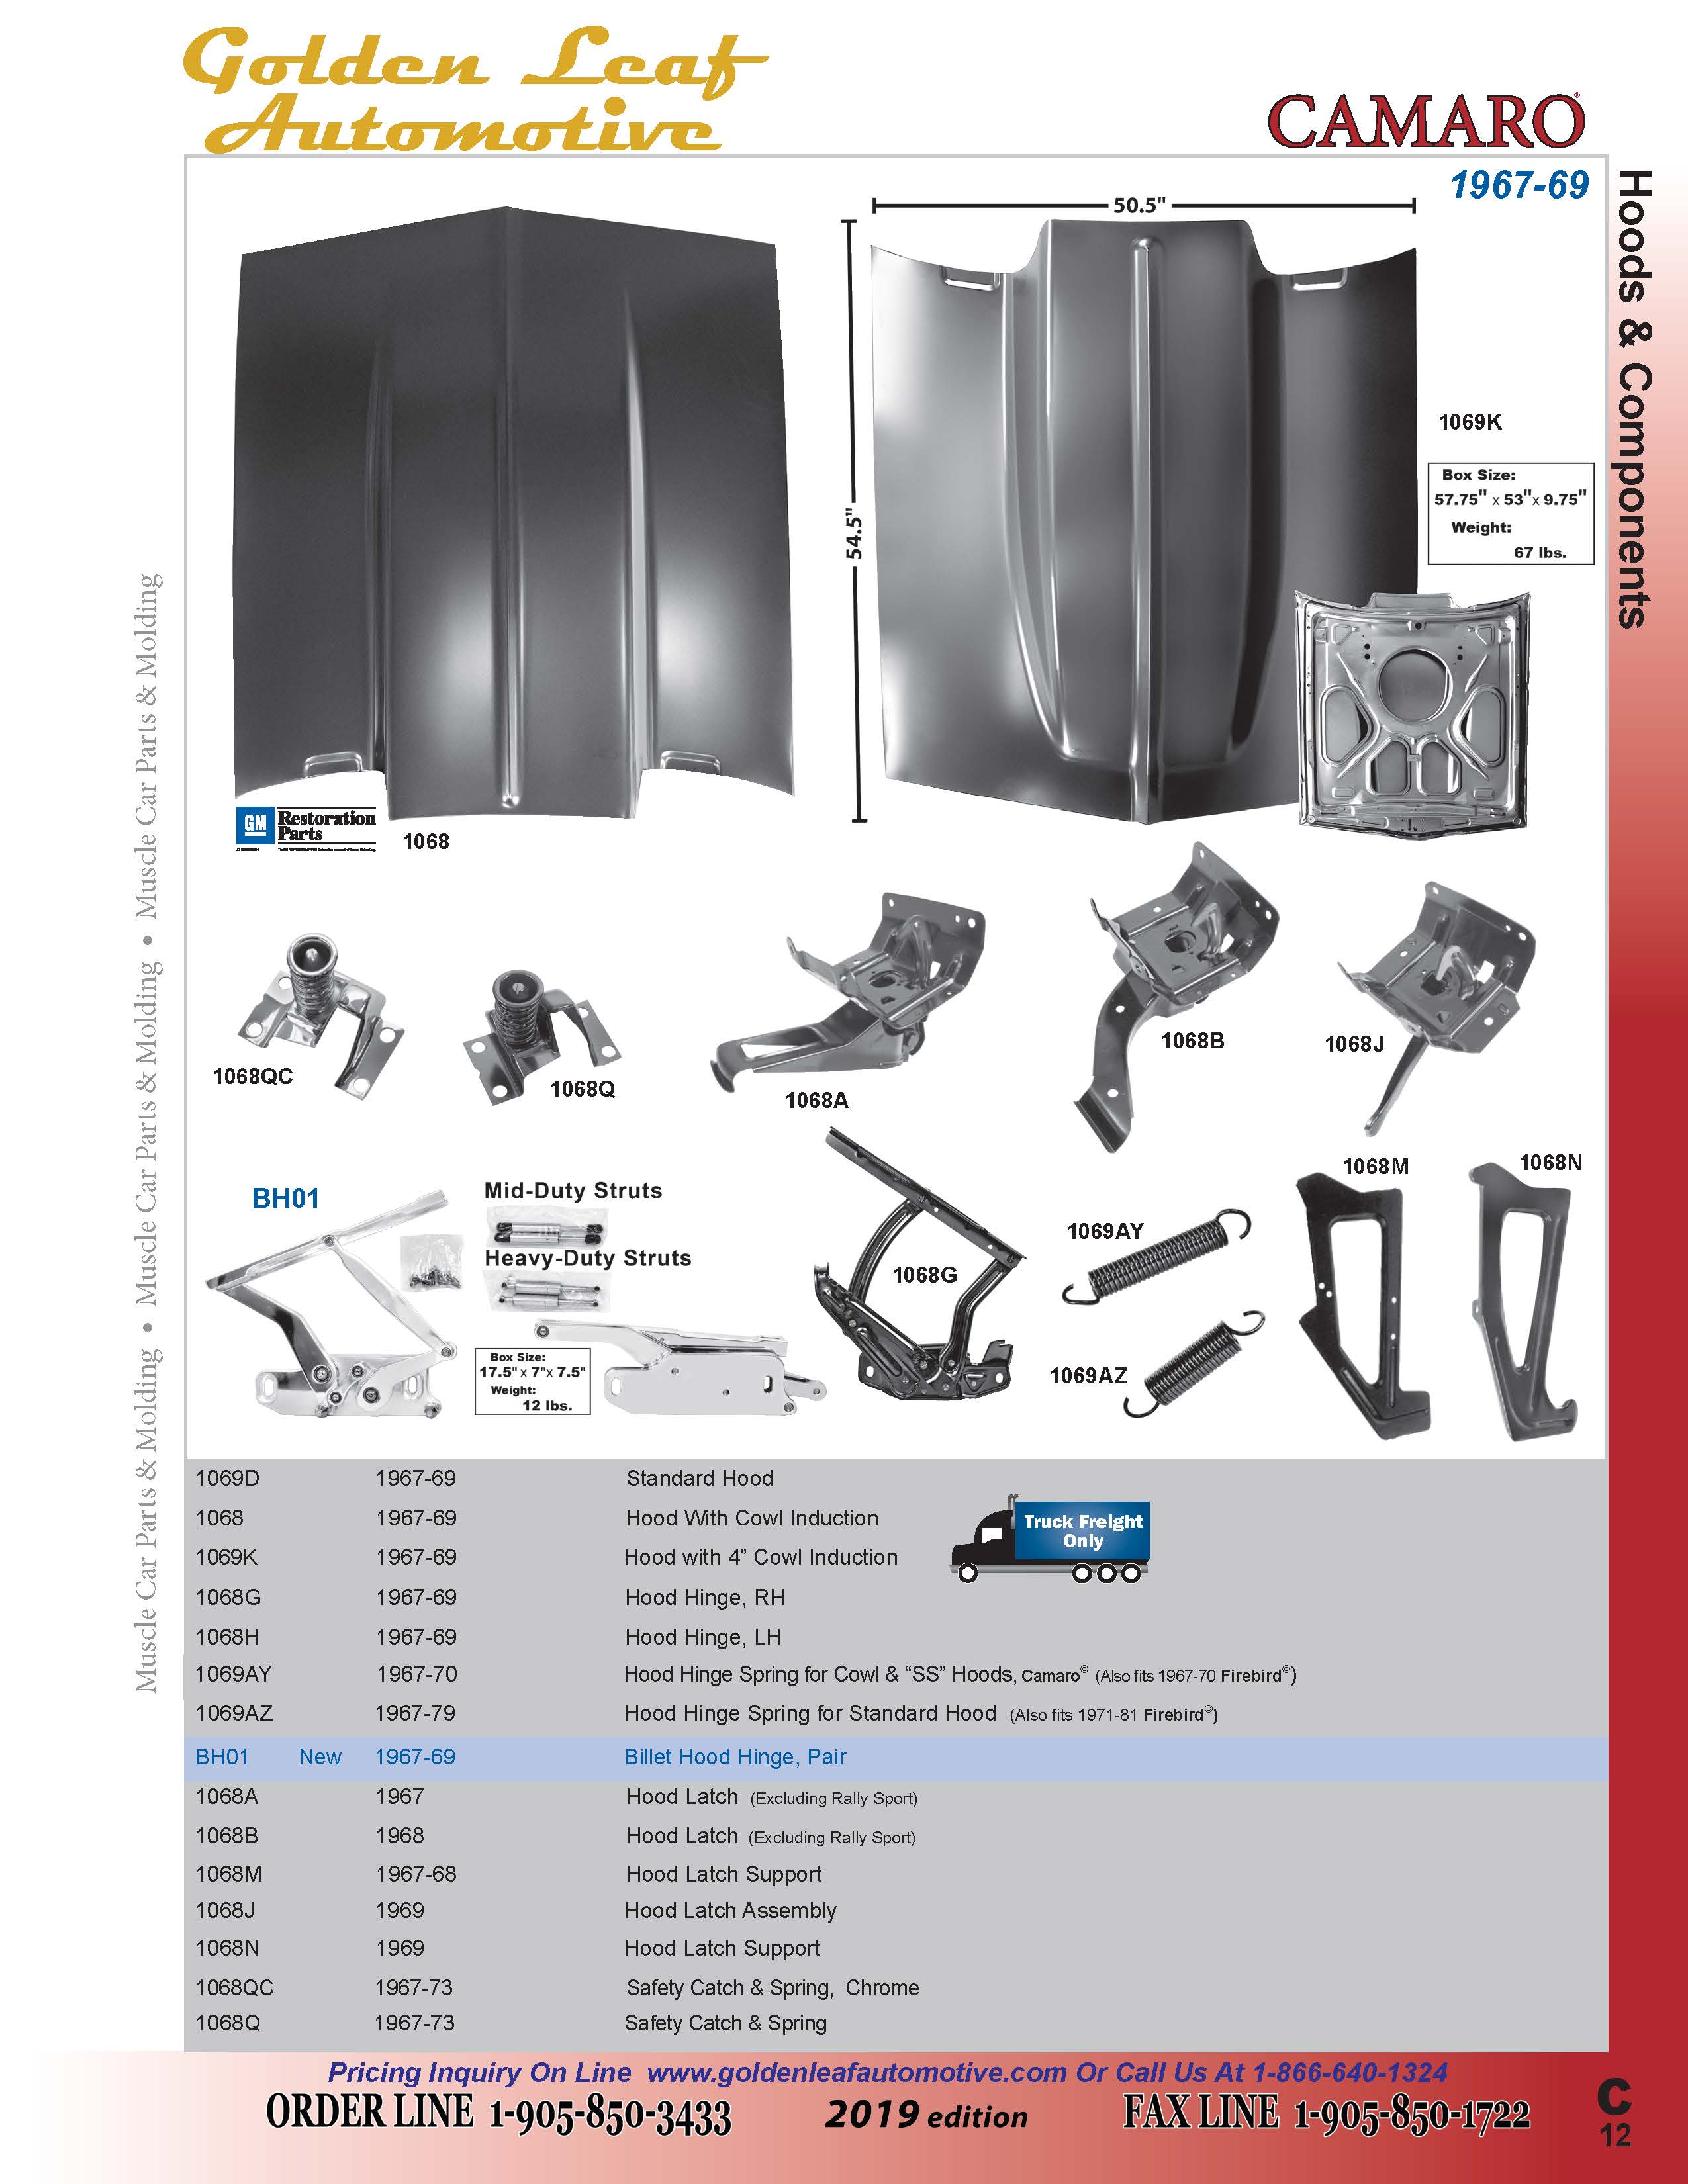 Golden Leaf
Automotive
CAMARO®
1967-69
Hoods & Components
Muscle Car Parts & Molding • Muscle Car Parts & Molding • Muscle Car Parts & Molding
50.5"
54.5"
1069K
Box Size:
57.75" x 53"x 9.75"
Weight:
67 lbs.
GM Restoration
Parts
1068
1068QC
1068Q
1068A
1068B
1068J
BH01
Mid-Duty Struts
Heavy-Duty Struts
Box Size:
17.5" x 7"x 7.5"
Weight:
12 lbs.
1068G
1069AY
1069AZ
1068M
1068N
1069D 1967-69 Standard Hood
1068 1967-69 Hood With Cowl Induction
1069K 1967-69 Hood with 4” Cowl Induction
Truck Freight
Only
1068G 1967-69 Hood Hinge, RH
1068H 1967-69 Hood Hinge, LH
1069AY 1967-70 Hood Hinge Spring for Cowl & “SS” Hoods, Camaro© (Also fits 1967-70 Firebird©)
1069AZ 1967-79 Hood Hinge Spring for Standard Hood (Also fits 1971-81 Firebird©)
BH01 New 1967-69 Billet Hood Hinge, Pair
1068A 1967 Hood Latch (Excluding Rally Sport)
1068B 1968 Hood Latch (Excluding Rally Sport)
1068M 1967-68 Hood Latch Support
1068J 1969 Hood Latch Assembly
1068N 1969 Hood Latch Support
1068QC 1967-73 Safety Catch & Spring, Chrome
1068Q 1967-73 Safety Catch & Spring
Pricing Inquiry On Line www.goldenleafautomotive.com Or Call Us At 1-866-640-1324
ORDER LINE 1-905-850-3433
2019 edition
FAX LINE 1-905-850-1722
C
12